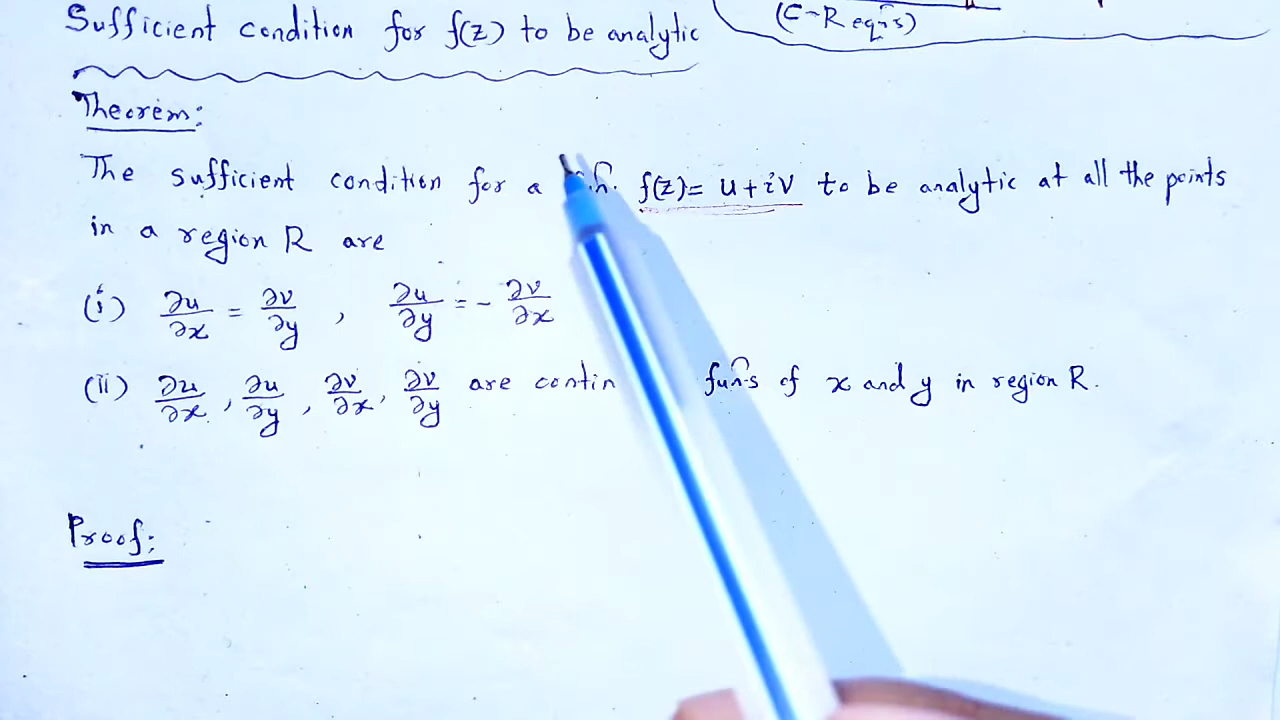 (C-R eqns)
Sufficient condition for f(z) to be analytic
Theorem:
The sufficient condition for a f(z)= u+iv to be analytic at all the points
in a region R are
(i) ∂u/∂x = ∂v/∂y , ∂u/∂y = - ∂v/∂x
(ii) ∂u/∂x , ∂u/∂y , ∂v/∂x , ∂v/∂y are contin funs of x and y in region R.
Proof: